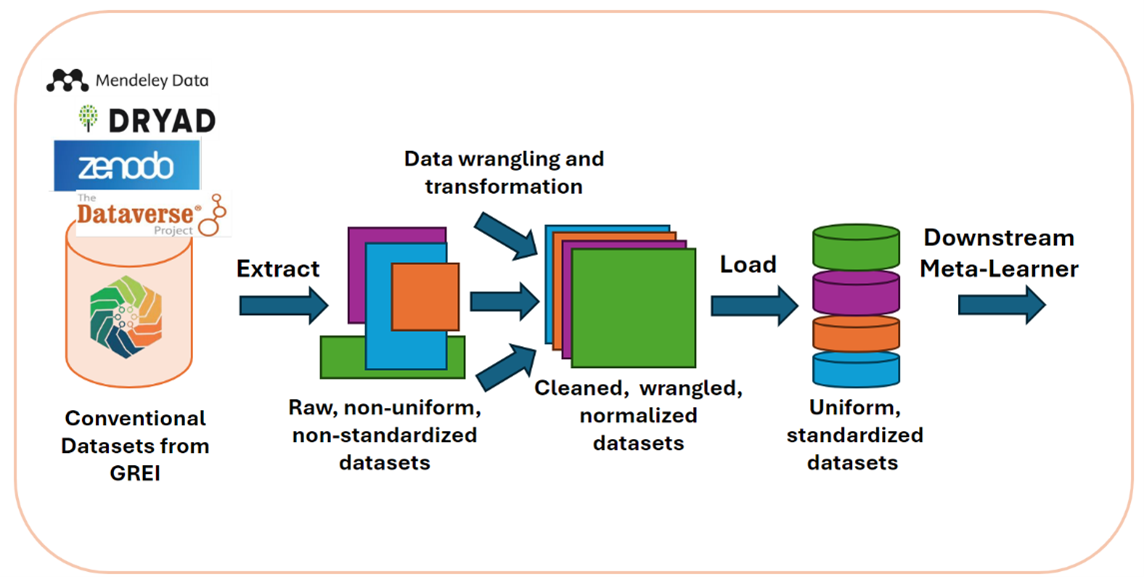 Mendeley Data
DRYAD
zenodo
The
Dataverse®
Project
Conventional
Datasets from
GREI
Extract
Raw, non-uniform,
non-standardized
datasets
Data wrangling and
transformation
Cleaned, wrangled,
normalized
datasets
Load
Uniform,
standardized
datasets
Downstream
Meta-Learner